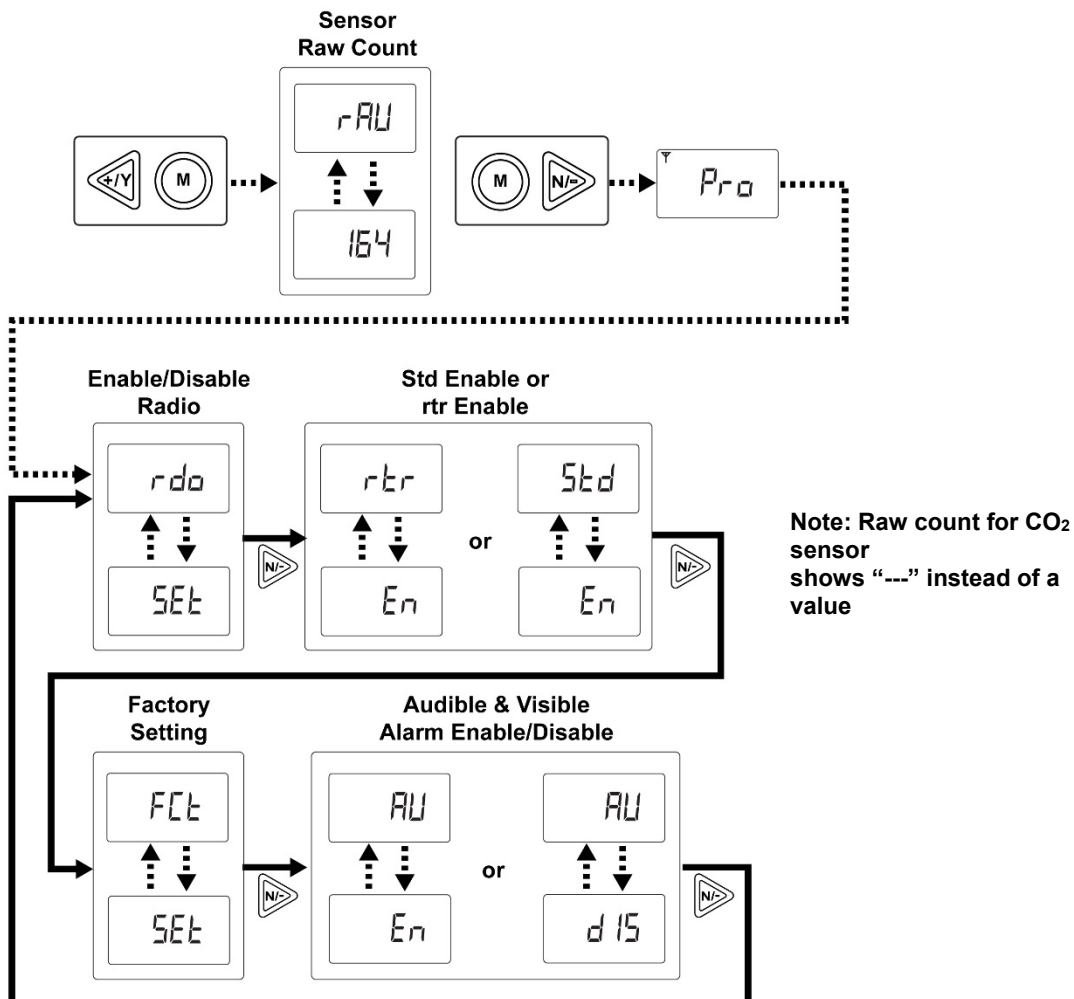 Sensor
Raw Count
rAU
+/Y
M
M
N/-
Pro
164
Enable/Disable
Radio
Std Enable or
rtr Enable
rdo
rtr
Std
or
N/-
N/-
SEt
En
En
Note: Raw count for CO₂
sensor
shows “---” instead of a
value
Factory
Setting
Audible & Visible
Alarm Enable/Disable
FCt
AU
AU
or
N/-
N/-
SEt
En
dIS